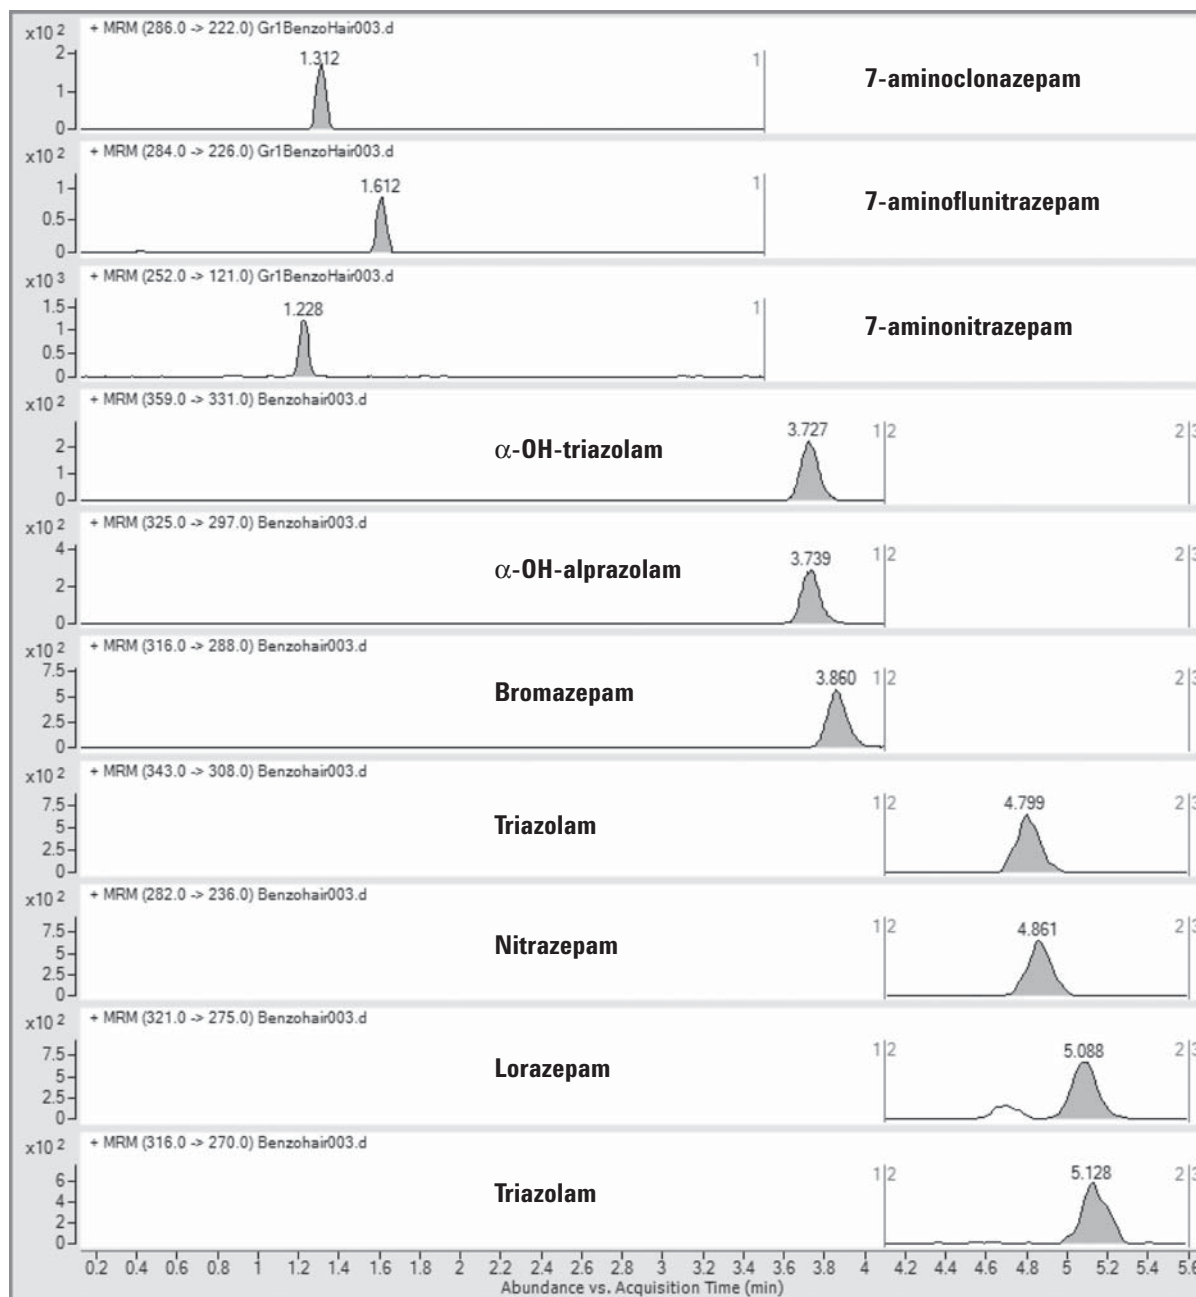 + MRM (286.0 -> 222.0) Gr1BenzoHair003.d
x10 2
2
1
0
1.312
1
7-aminoclonazepam
+ MRM (284.0 -> 226.0) Gr1BenzoHair003.d
x10 2
1
0.5
0
1.612
1
7-aminoflunitrazepam
+ MRM (252.0 -> 121.0) Gr1BenzoHair003.d
x10 3
1.5
1
0.5
0
1.228
1
7-aminonitrazepam
+ MRM (359.0 -> 331.0) Benzohair003.d
x10 2
2
1
0
α-OH-triazolam
3.727
1 2
2 3
+ MRM (325.0 -> 297.0) Benzohair003.d
x10 2
4
2
0
α-OH-alprazolam
3.739
1 2
2 3
+ MRM (316.0 -> 288.0) Benzohair003.d
x10 2
7.5
5
2.5
0
Bromazepam
3.860
1 2
2 3
+ MRM (343.0 -> 308.0) Benzohair003.d
x10 2
7.5
5
2.5
0
Triazolam
4.799
1 2
2 3
+ MRM (282.0 -> 236.0) Benzohair003.d
x10 2
7.5
5
2.5
0
Nitrazepam
4.861
1 2
2 3
+ MRM (321.0 -> 275.0) Benzohair003.d
x10 2
7.5
5
2.5
0
Lorazepam
5.088
1 2
2 3
+ MRM (316.0 -> 270.0) Benzohair003.d
x10 2
6
4
2
0
Triazolam
5.128
1 2
2 3
0.2 0.4 0.6 0.8 1 1.2 1.4 1.6 1.8 2 2.2 2.4 2.6 2.8 3 3.2 3.4 3.6 3.8 4 4.2 4.4 4.6 4.8 5 5.2 5.4 5.6
Abundance vs. Acquisition Time (min)